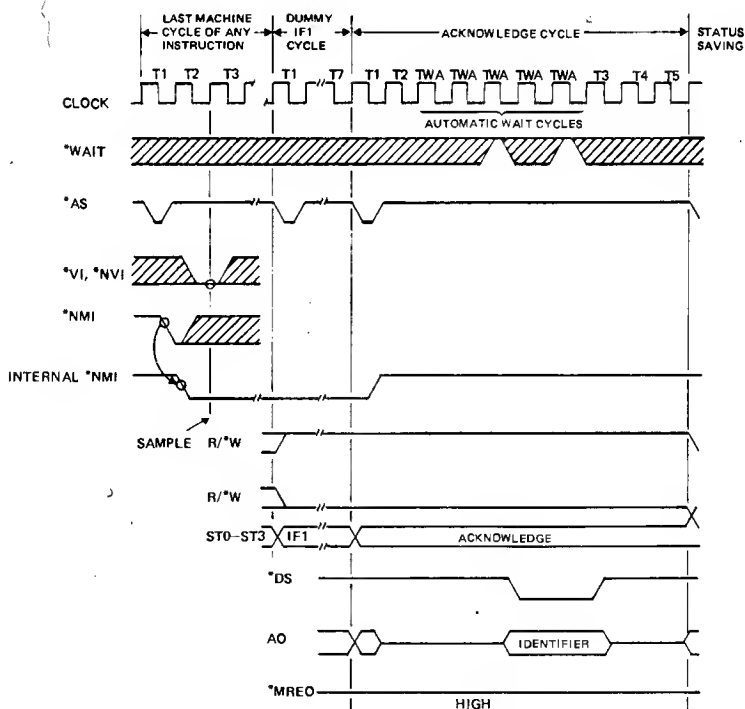 LAST MACHINE CYCLE OF ANY INSTRUCTION
DUMMY IF1 CYCLE
ACKNOWLEDGE CYCLE
STATUS SAVING
T1 T2 T3 T1 T7 T1 T2 TWA TWA TWA TWA TWA T3 T4 T5
CLOCK
AUTOMATIC WAIT CYCLES
*WAIT
*AS
*VI, *NVI
*NMI
INTERNAL *NMI
SAMPLE
R/*W
R/*W
ST0–ST3 IF1 ACKNOWLEDGE
*DS
AO IDENTIFIER
*MREO
HIGH